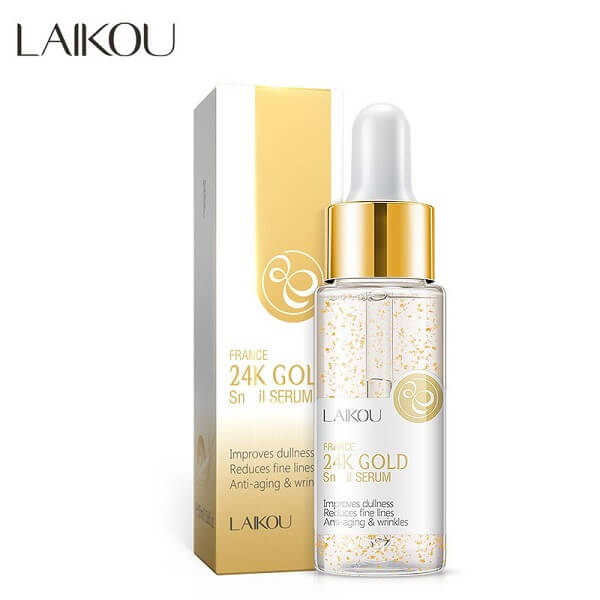 LAIKOU
FRANCE
24K GOLD
Sn il SERUM
Improves dullness
Reduces fine lines
Anti-aging & wrin
LAIKOU
LAIKOU
FRANCE
24K GOLD
Sn il SERUM
Improves dullness
Reduces fine lines
Anti-aging & wrinkles